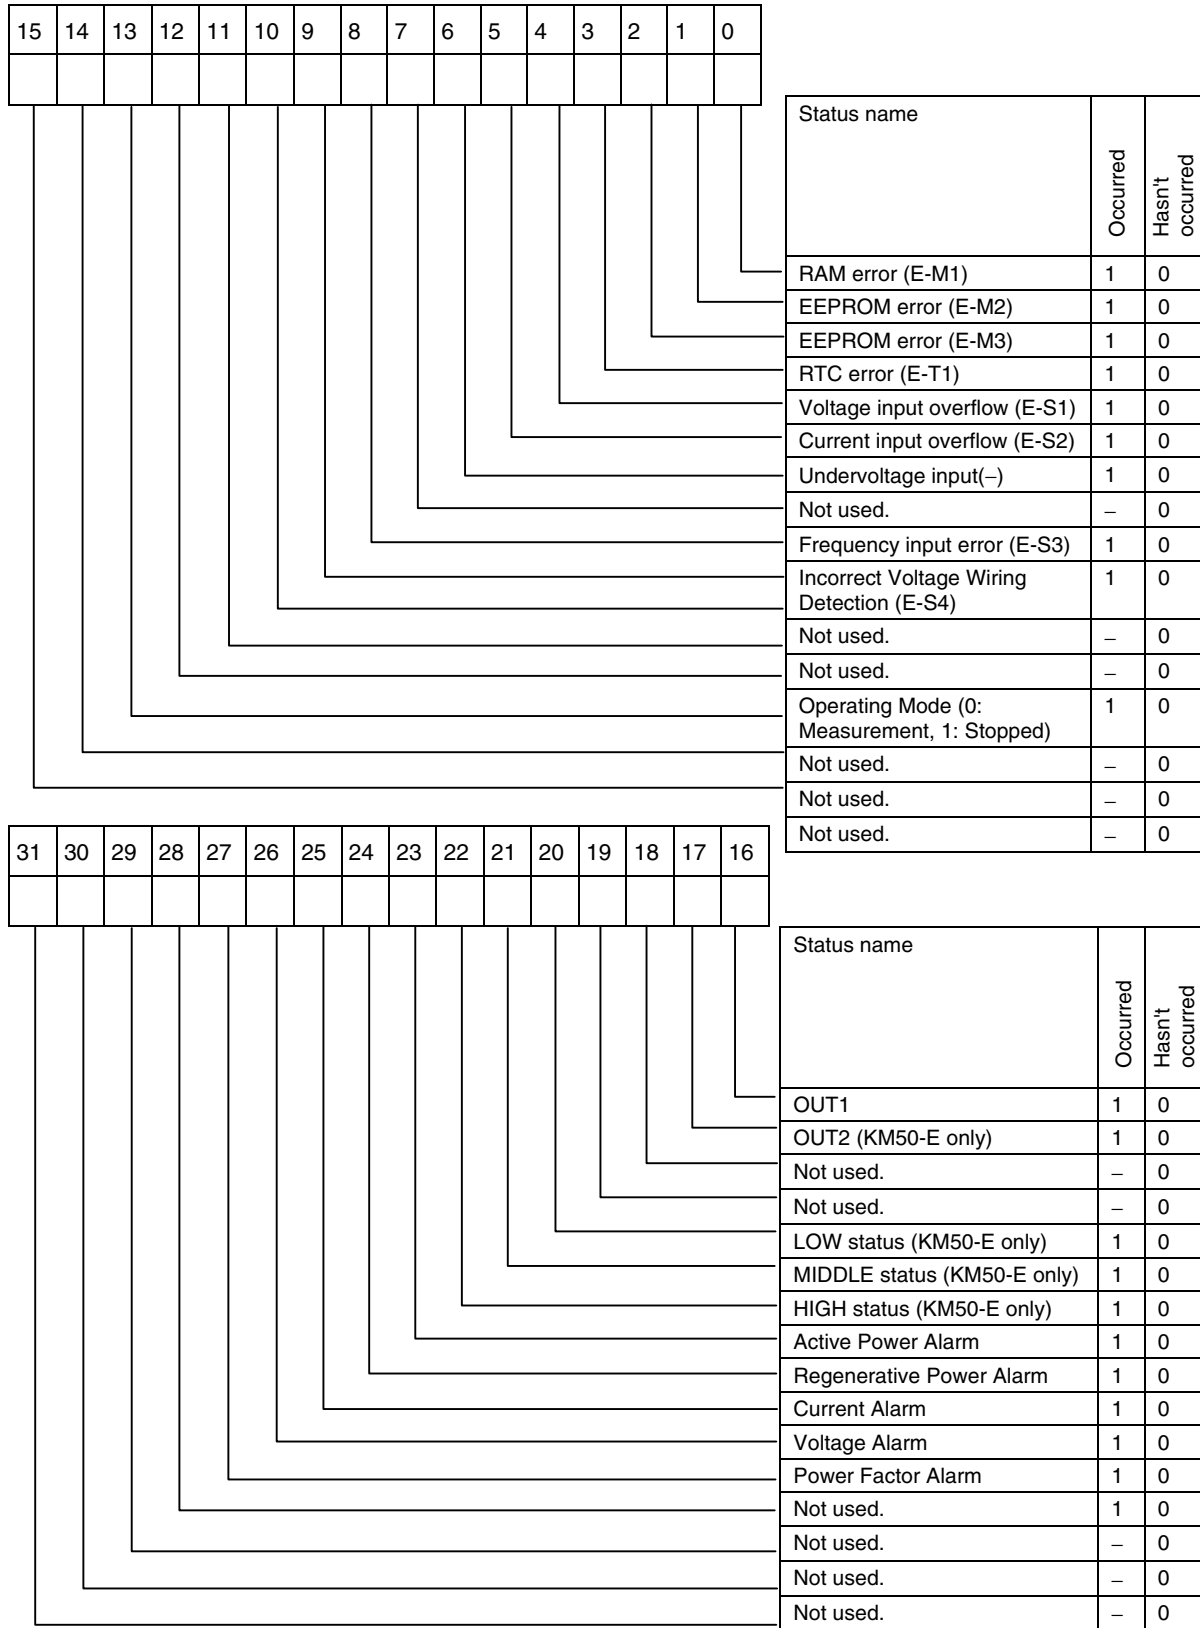 15 14 13 12 11 10 9 8 7 6 5 4 3 2 1 0
Status name Occurred Hasn't
occurred
RAM error (E-M1) 1 0
EEPROM error (E-M2) 1 0
EEPROM error (E-M3) 1 0
RTC error (E-T1) 1 0
Voltage input overflow (E-S1) 1 0
Current input overflow (E-S2) 1 0
Undervoltage input(−) 1 0
Not used. − 0
Frequency input error (E-S3) 1 0
Incorrect Voltage Wiring 1 0
Detection (E-S4)
Not used. − 0
Not used. − 0
Operating Mode (0: 1 0
Measurement, 1: Stopped)
Not used. − 0
Not used. − 0
Not used. − 0
31 30 29 28 27 26 25 24 23 22 21 20 19 18 17 16
Status name Occurred Hasn't
occurred
OUT1 1 0
OUT2 (KM50-E only) 1 0
Not used. − 0
Not used. − 0
LOW status (KM50-E only) 1 0
MIDDLE status (KM50-E only) 1 0
HIGH status (KM50-E only) 1 0
Active Power Alarm 1 0
Regenerative Power Alarm 1 0
Current Alarm 1 0
Voltage Alarm 1 0
Power Factor Alarm 1 0
Not used. 1 0
Not used. − 0
Not used. − 0
Not used. − 0